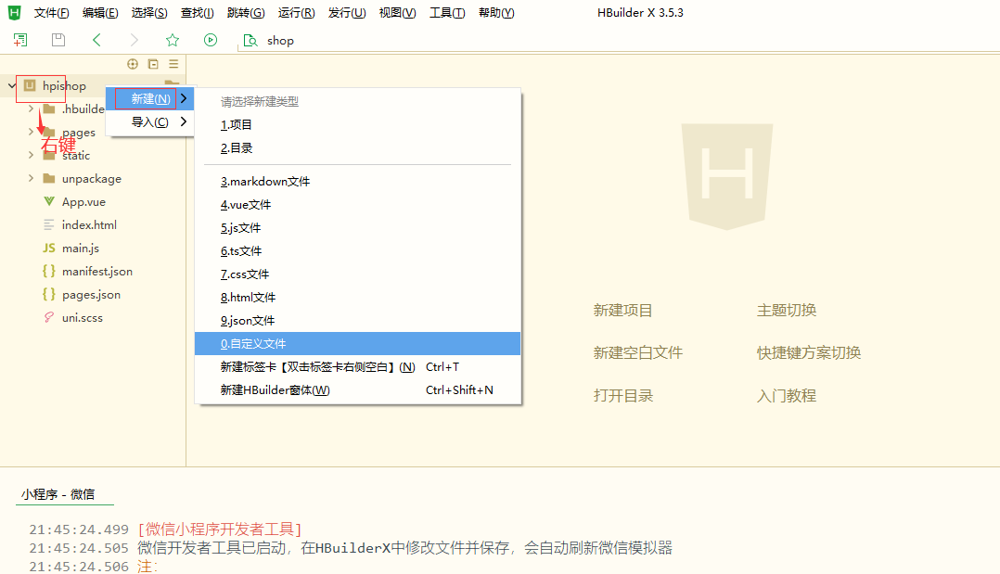 文件(F) 编辑(E) 选择(S) 查找(I) 跳转(G) 运行(R) 发行(U) 视图(V) 工具(T) 帮助(Y) HBuilder X 3.5.3
shop
hpishop
.hbuilde
pages
右键
static
unpackage
App.vue
index.html
JS main.js
{ } manifest.json
{ } pages.json
uni.scss
新建(N)
导入(C)
请选择新建类型
1.项目
2.目录
3.markdown文件
4.vue文件
5.js文件
6.ts文件
7.css文件
8.html文件
9.json文件
0.自定义文件
新建标签卡【双击标签卡右侧空白】(N) Ctrl+T
新建HBuilder窗体(W) Ctrl+Shift+N
H
新建项目 主题切换
新建空白文件 快捷键方案切换
打开目录 入门教程
小程序 - 微信
21:45:24.499 [微信小程序开发者工具]
21:45:24.505 微信开发者工具已启动，在HBuilderX中修改文件并保存，会自动刷新微信模拟器
21:45:24.506 注：